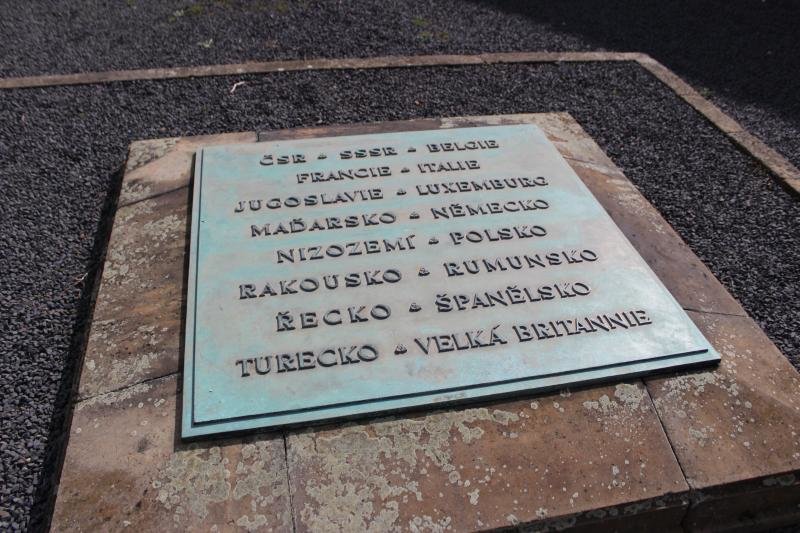 ČSR ▵ SSSR ▵ BELGIE
FRANCIE ▵ ITALIE
JUGOSLAVIE ▵ LUXEMBURG
MAĎARSKO ▵ NĚMECKO
NIZOZEMÍ ▵ POLSKO
RAKOUSKO ▵ RUMUNSKO
ŘECKO ▵ ŠPANĚLSKO
TURECKO ▵ VELKÁ BRITANNIE